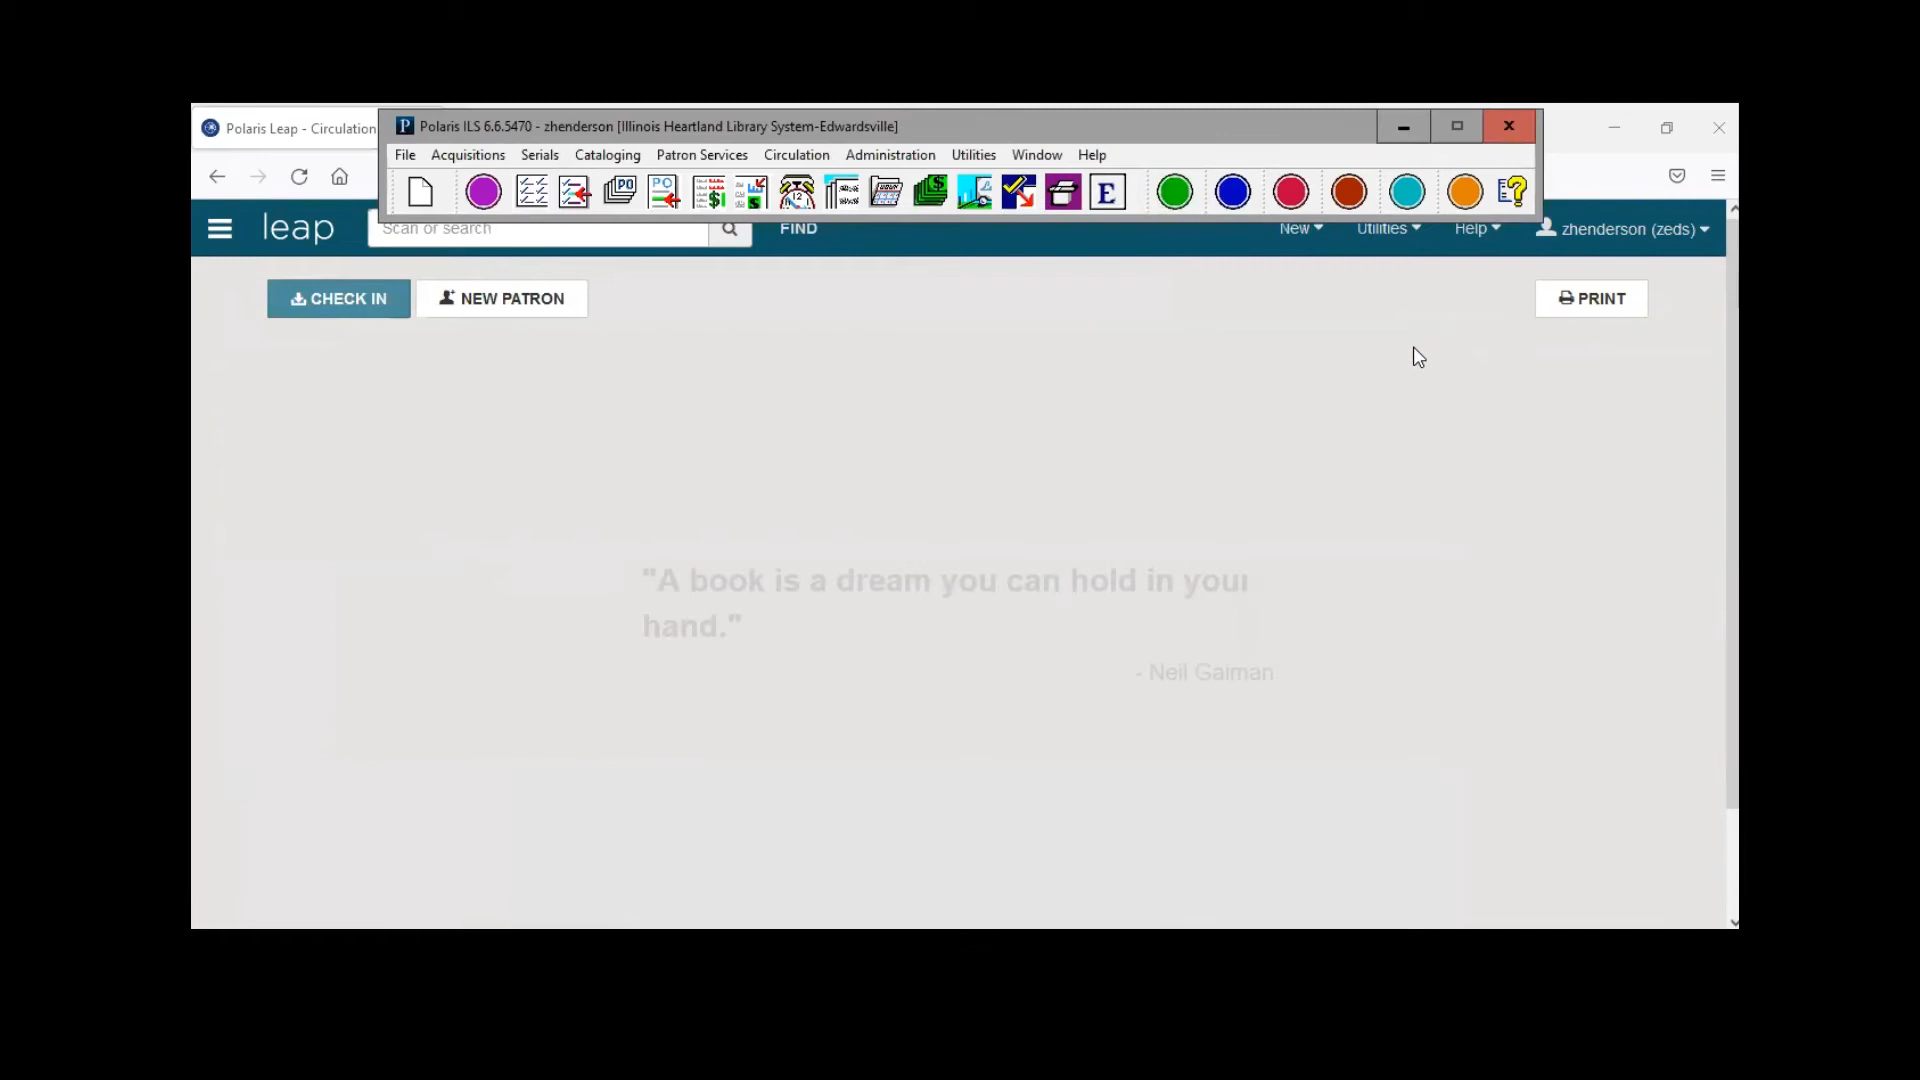 Polaris Leap - Circulation
Polaris ILS 6.6.5470 - zhenderson [Illinois Heartland Library System-Edwardsville]
File Acquisitions Serials Cataloging Patron Services Circulation Administration Utilities Window Help
PO
PO
E
leap
Scan or search
FIND
New
Utilities
Help
zhenderson (zeds)
CHECK IN
NEW PATRON
PRINT
"A book is a dream you can hold in your
hand."
- Neil Gaiman